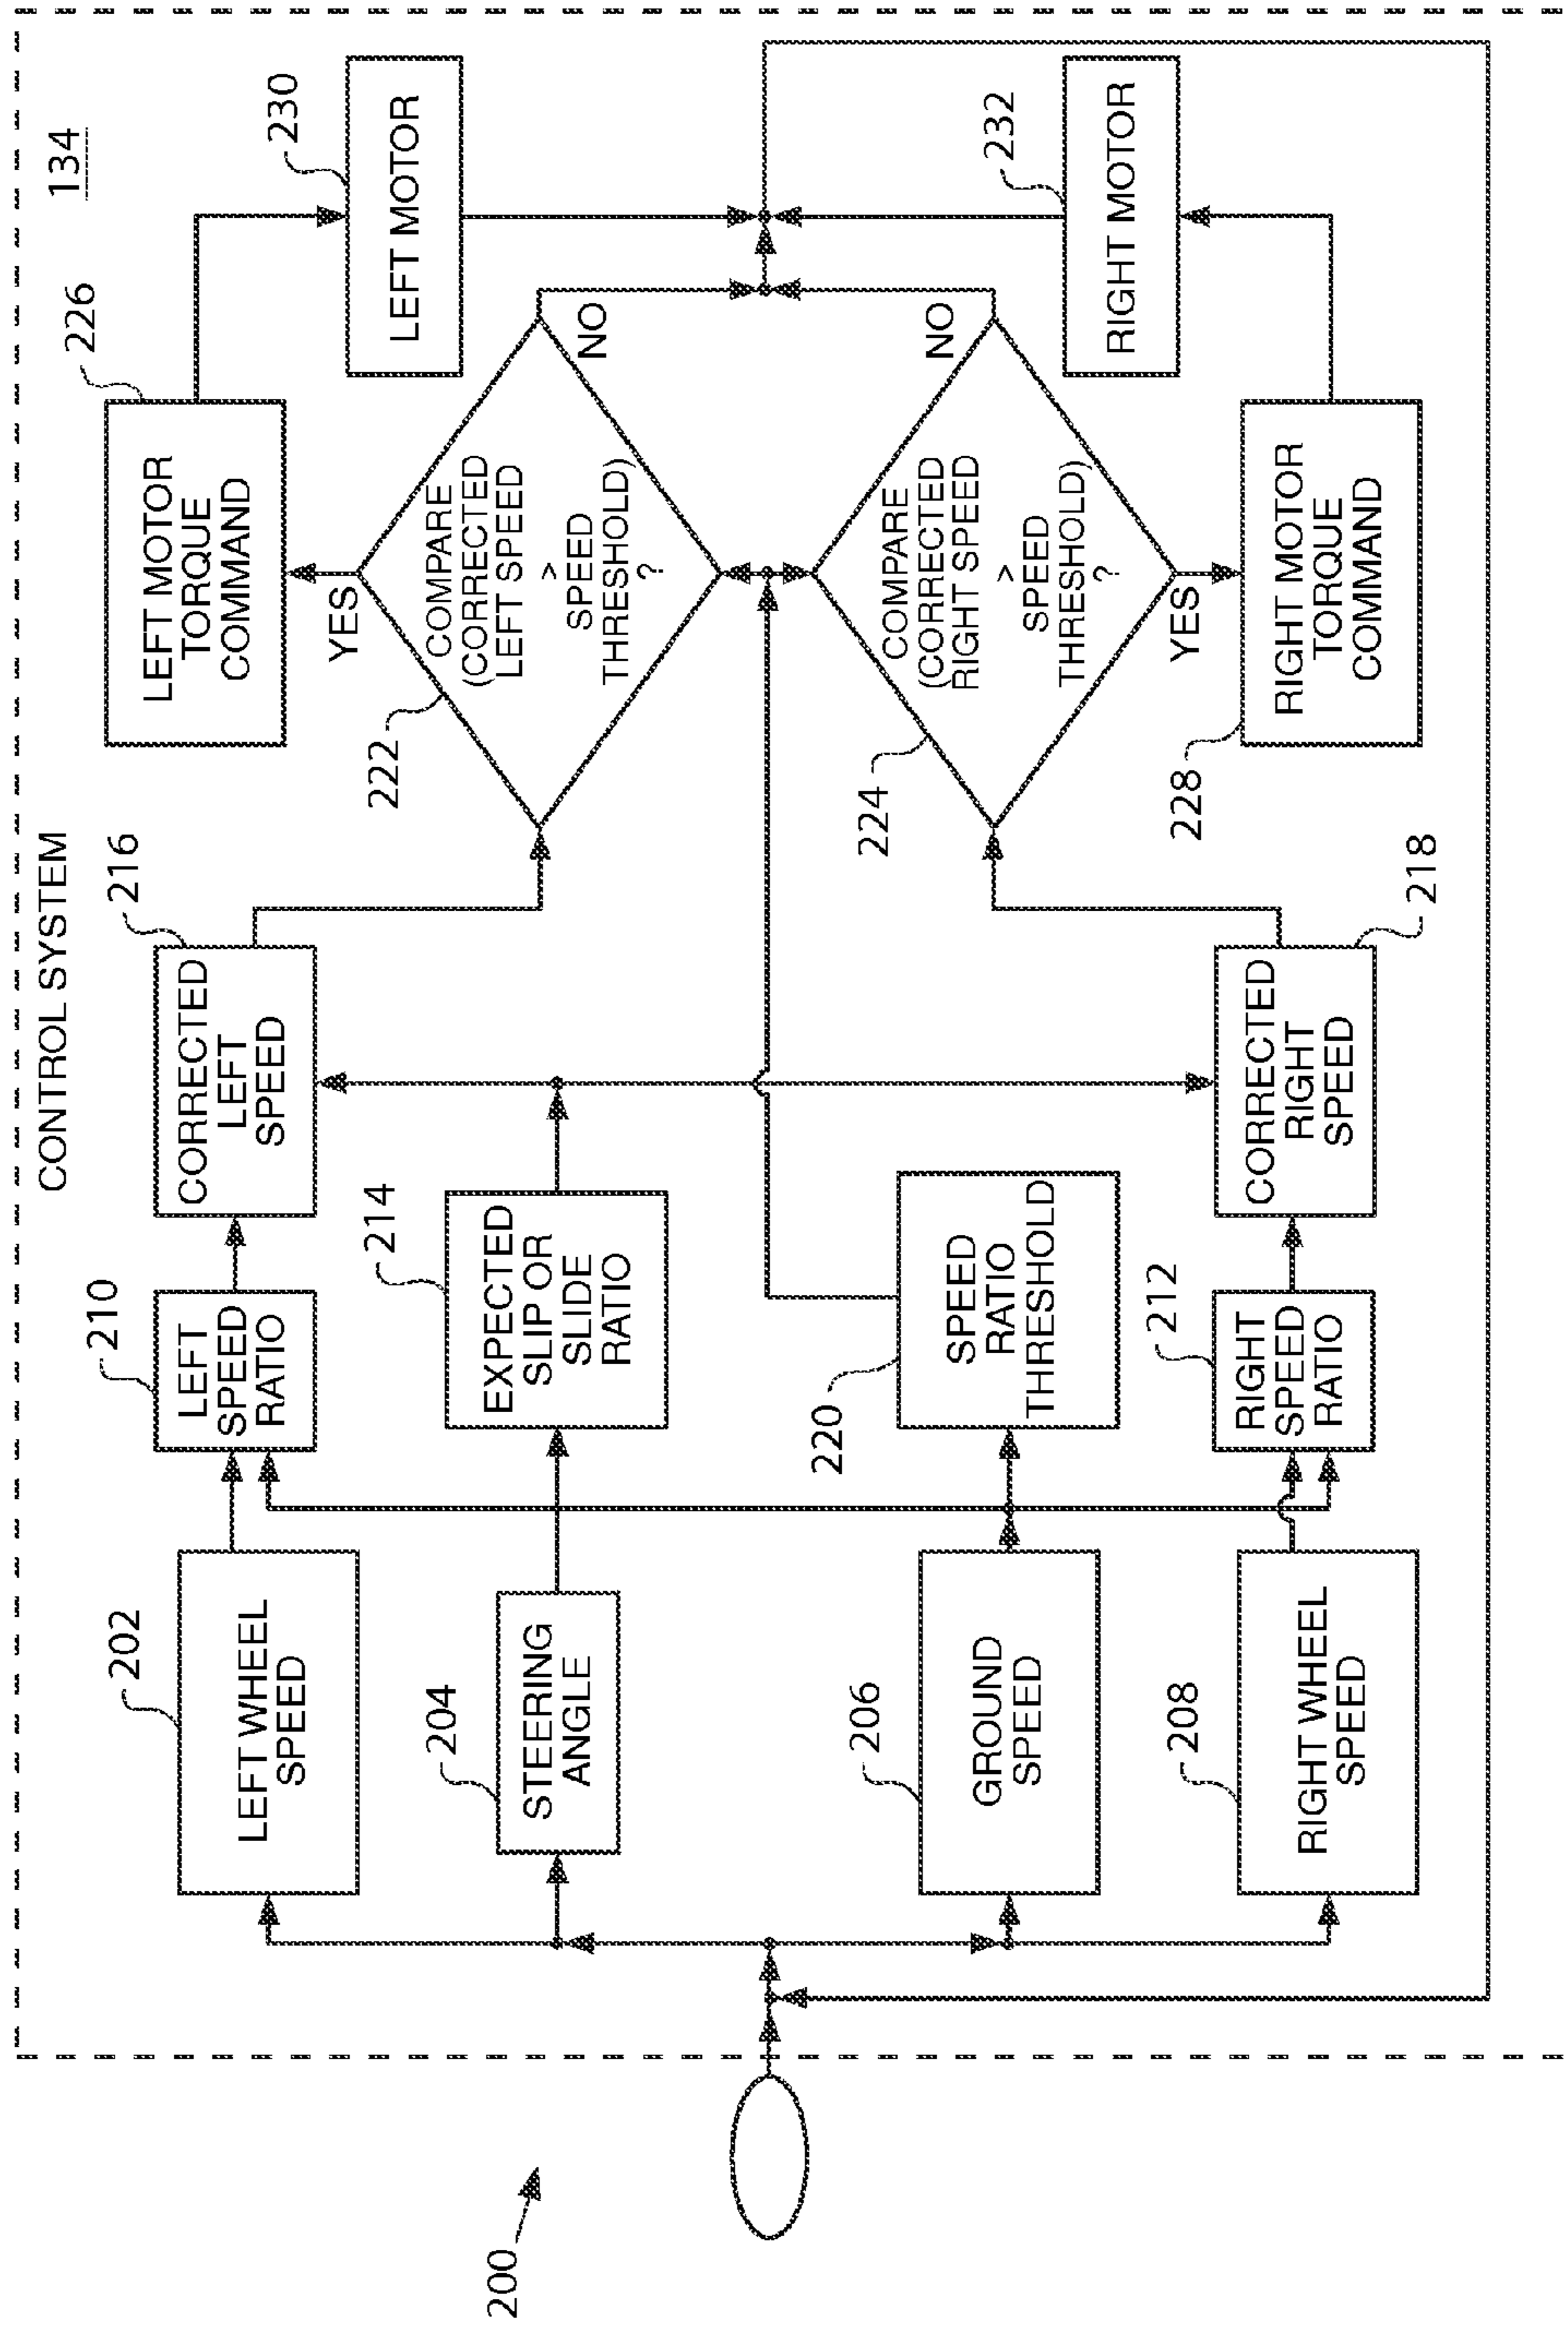 CONTROL SYSTEM
134
200
202
LEFT WHEEL
SPEED
204
STEERING
ANGLE
206
GROUND
SPEED
208
RIGHT WHEEL
SPEED
210
LEFT
SPEED
RATIO
214
EXPECTED
SLIP OR
SLIDE
RATIO
220
SPEED
RATIO
THRESHOLD
212
RIGHT
SPEED
RATIO
216
CORRECTED
LEFT
SPEED
218
CORRECTED
RIGHT
SPEED
222
COMPARE
(CORRECTED
LEFT SPEED
>
SPEED
THRESHOLD)
?
YES
NO
224
COMPARE
(CORRECTED
RIGHT SPEED
>
SPEED
THRESHOLD)
?
YES
NO
226
LEFT MOTOR
TORQUE
COMMAND
228
RIGHT MOTOR
TORQUE
COMMAND
230
LEFT MOTOR
232
RIGHT MOTOR